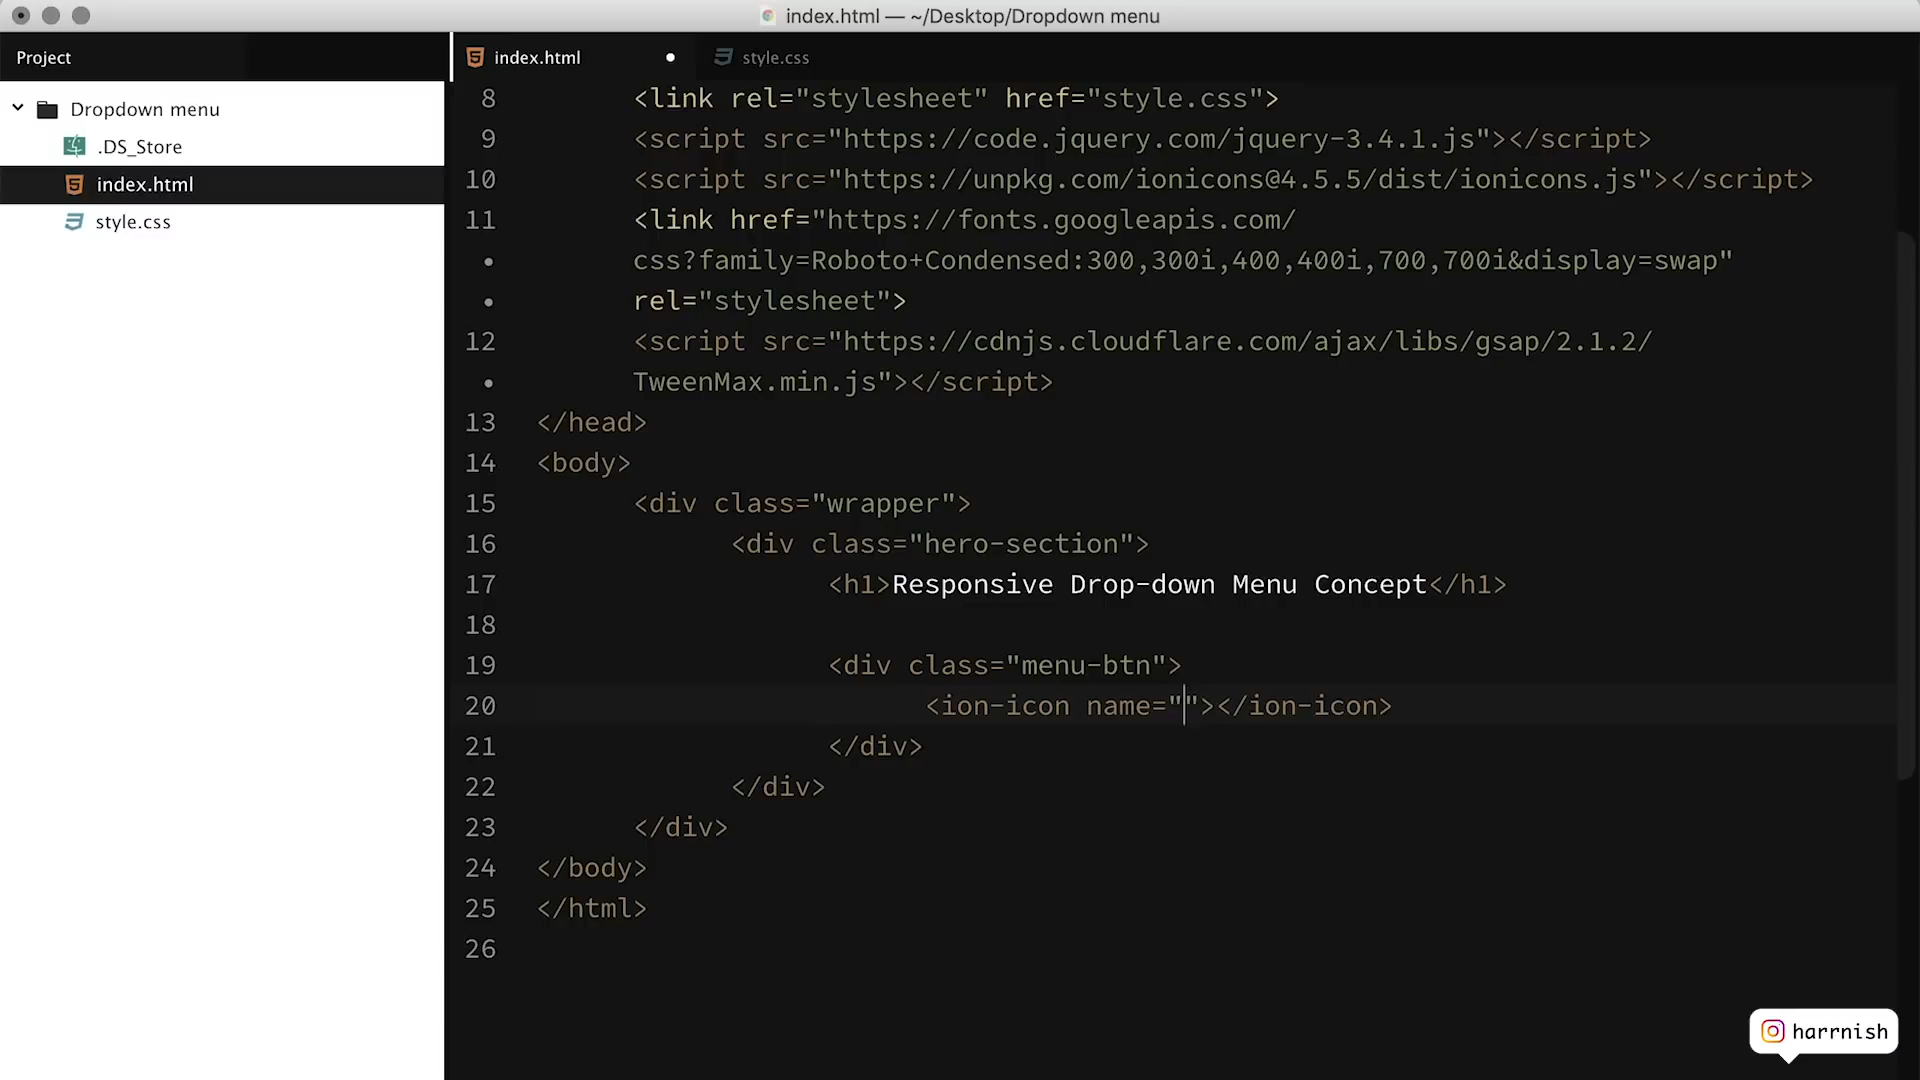 index.html — ~/Desktop/Dropdown menu
Project
Dropdown menu
.DS_Store
index.html
style.css
index.html
style.css
8 <link rel="stylesheet" href="style.css">
9 <script src="https://code.jquery.com/jquery-3.4.1.js"></script>
10 <script src="https://unpkg.com/ionicons@4.5.5/dist/ionicons.js"></script>
11 <link href="https://fonts.googleapis.com/
• css?family=Roboto+Condensed:300,300i,400,400i,700,700i&display=swap"
• rel="stylesheet">
12 <script src="https://cdnjs.cloudflare.com/ajax/libs/gsap/2.1.2/
• TweenMax.min.js"></script>
13 </head>
14 <body>
15 <div class="wrapper">
16 <div class="hero-section">
17 <h1>Responsive Drop-down Menu Concept</h1>
18
19 <div class="menu-btn">
20 <ion-icon name=""></ion-icon>
21 </div>
22 </div>
23 </div>
24 </body>
25 </html>
26
harrnish